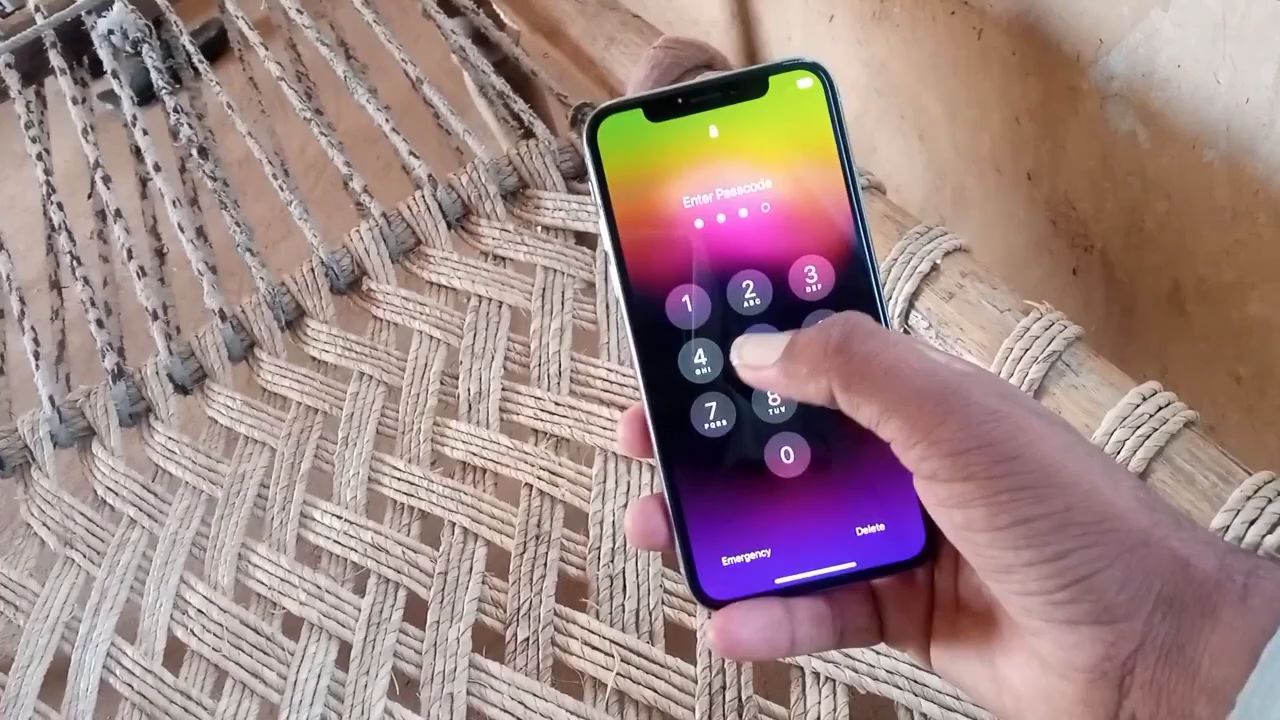 Enter Passcode
1
2
ABC
3
DEF
4
GHI
7
PQRS
8
TUV
0
Emergency
Delete